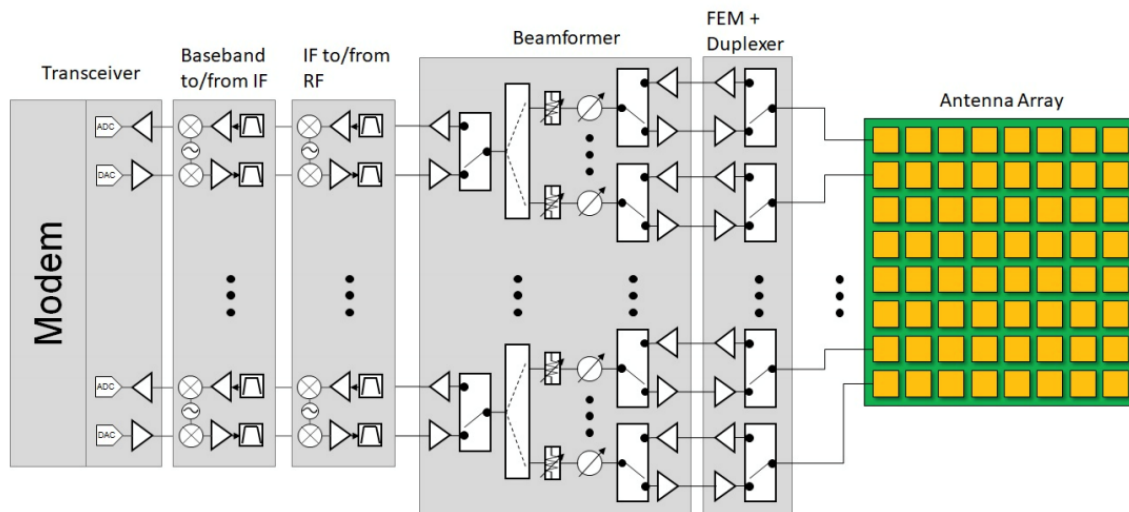 Transceiver
Baseband
to/from IF
IF to/from
RF
Beamformer
FEM +
Duplexer
Antenna Array
Modem
ADC
DAC
ADC
DAC